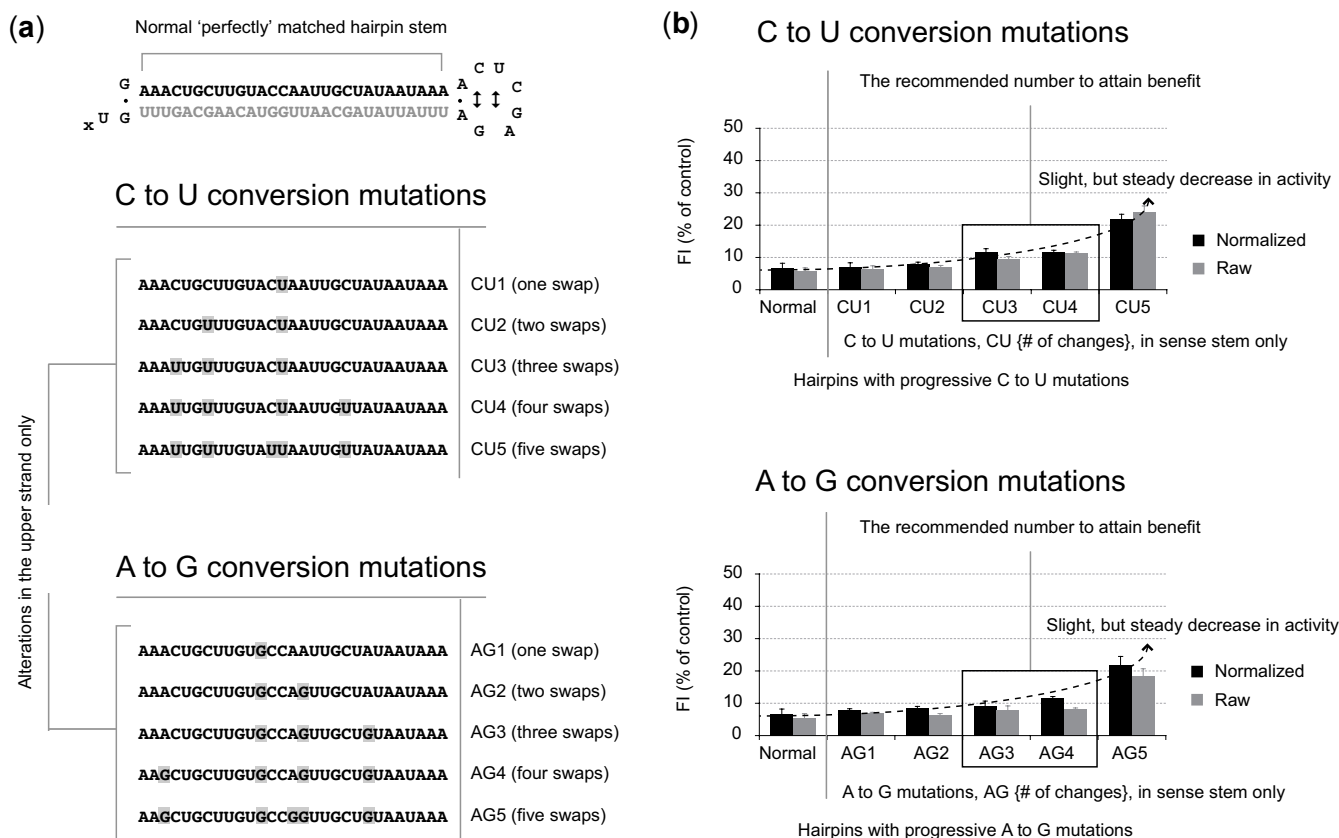 (a)
Normal ‘perfectly’ matched hairpin stem
C U
G AAACUGCUUGUACCAAUUGCUAUAAUAAA A C
x U G UUUGACGAACAUGGUUAACGAUAUUAUUU A G A G
C to U conversion mutations
AAACUGCUUGUACUAAUUGCUAUAAUAAA CU1 (one swap)
AAACUGUUUGUACUAAUUGCUAUAAUAAA CU2 (two swaps)
AAAUUGUUUGUACUAAUUGCUAUAAUAAA CU3 (three swaps)
AAAUUGUUUGUACUAAUUGUUAUAAUAAA CU4 (four swaps)
AAAUUGUUUGUAUUAAUUGUUAUAAUAAA CU5 (five swaps)
Alterations in the upper strand only
A to G conversion mutations
AAACUGCUUGUGCCAAUUGCUAUAAUAAA AG1 (one swap)
AAACUGCUUGUGCCAGUUGCUAUAAUAAA AG2 (two swaps)
AAACUGCUUGUGCCAGUUGCUGUAAUAAA AG3 (three swaps)
AAGCUGCUUGUGCCAGUUGCUGUAAUAAA AG4 (four swaps)
AAGCUGCUUGUGCCGGUUGCUGUAAUAAA AG5 (five swaps)
(b)
C to U conversion mutations
The recommended number to attain benefit
50
40
30
20
10
0
FI (% of control)
Slight, but steady decrease in activity
Normalized
Raw
Normal CU1 CU2 CU3 CU4 CU5
C to U mutations, CU {# of changes}, in sense stem only
Hairpins with progressive C to U mutations
A to G conversion mutations
The recommended number to attain benefit
50
40
30
20
10
0
FI (% of control)
Slight, but steady decrease in activity
Normalized
Raw
Normal AG1 AG2 AG3 AG4 AG5
A to G mutations, AG {# of changes}, in sense stem only
Hairpins with progressive A to G mutations